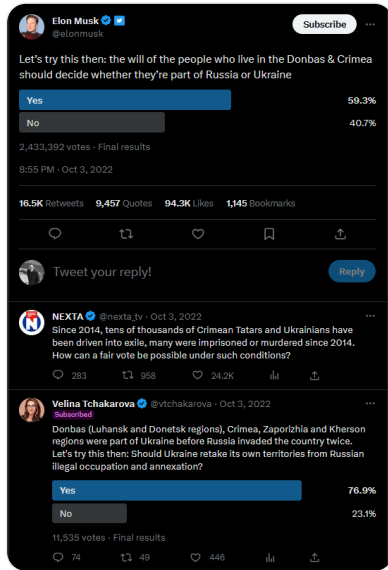 Elon Musk
Subscribe
@elonmusk
Let's try this then: the will of the people who live in the Donbas & Crimea
should decide whether they're part of Russia or Ukraine
Yes 59.3%
No 40.7%
2,433,392 votes · Final results
8:55 PM · Oct 3, 2022
16.5K Retweets 9,457 Quotes 94.3K Likes 1,145 Bookmarks
Tweet your reply!
Reply
NEXTA @nexta_tv · Oct 3, 2022
Since 2014, tens of thousands of Crimean Tatars and Ukrainians have
been driven into exile, many were imprisoned or murdered since 2014.
How can a fair vote be possible under such conditions?
283 958 24.2K
Velina Tchakarova @vtchakarova · Oct 3, 2022
Subscribed
Donbas (Luhansk and Donetsk regions), Crimea, Zaporizhia and Kherson
regions were part of Ukraine before Russia invaded the country twice.
Let's try this then: Should Ukraine retake its own territories from Russian
illegal occupation and annexation?
Yes 76.9%
No 23.1%
11,535 votes · Final results
74 49 446